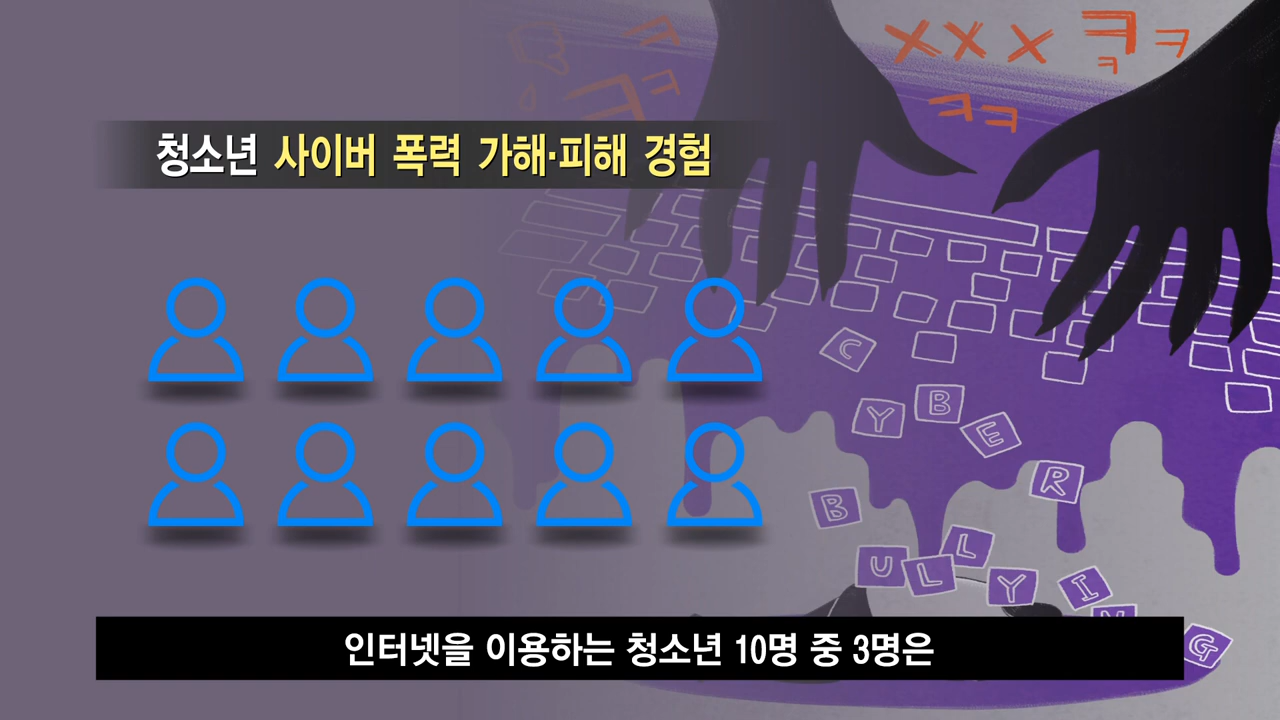 XXX ㅋㅋ
ㅋ
ㅋ
ㅋㅋ
ㅋ
ㅋㅋ
청소년 사이버 폭력 가해·피해 경험
CYBER
BULLYING
인터넷을 이용하는 청소년 10명 중 3명은